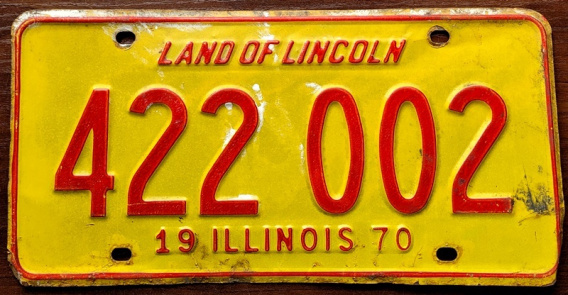 LAND OF LINCOLN
422 002
19 ILLINOIS 70